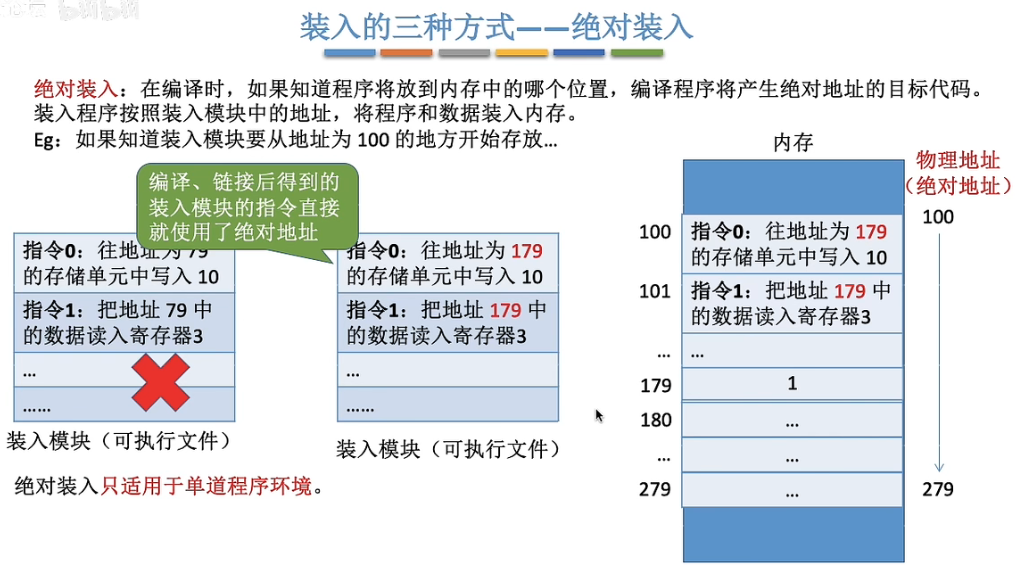 bilibili
装入的三种方式——绝对装入
绝对装入：在编译时，如果知道程序将放到内存中的哪个位置，编译程序将产生绝对地址的目标代码。
装入程序按照装入模块中的地址，将程序和数据装入内存。
Eg：如果知道装入模块要从地址为 100 的地方开始存放…
编译、链接后得到的
装入模块的指令直接
就使用了绝对地址
指令0：往地址为 79
的存储单元中写入 10
指令1：把地址 79 中
的数据读入寄存器3
…
……
装入模块（可执行文件）
指令0：往地址为 179
的存储单元中写入 10
指令1：把地址 179 中
的数据读入寄存器3
…
……
装入模块（可执行文件）
绝对装入只适用于单道程序环境。
内存
物理地址
（绝对地址）
100
100
指令0：往地址为 179
的存储单元中写入 10
101
指令1：把地址 179 中
的数据读入寄存器3
…
…
179
1
180
…
…
…
279
…
279